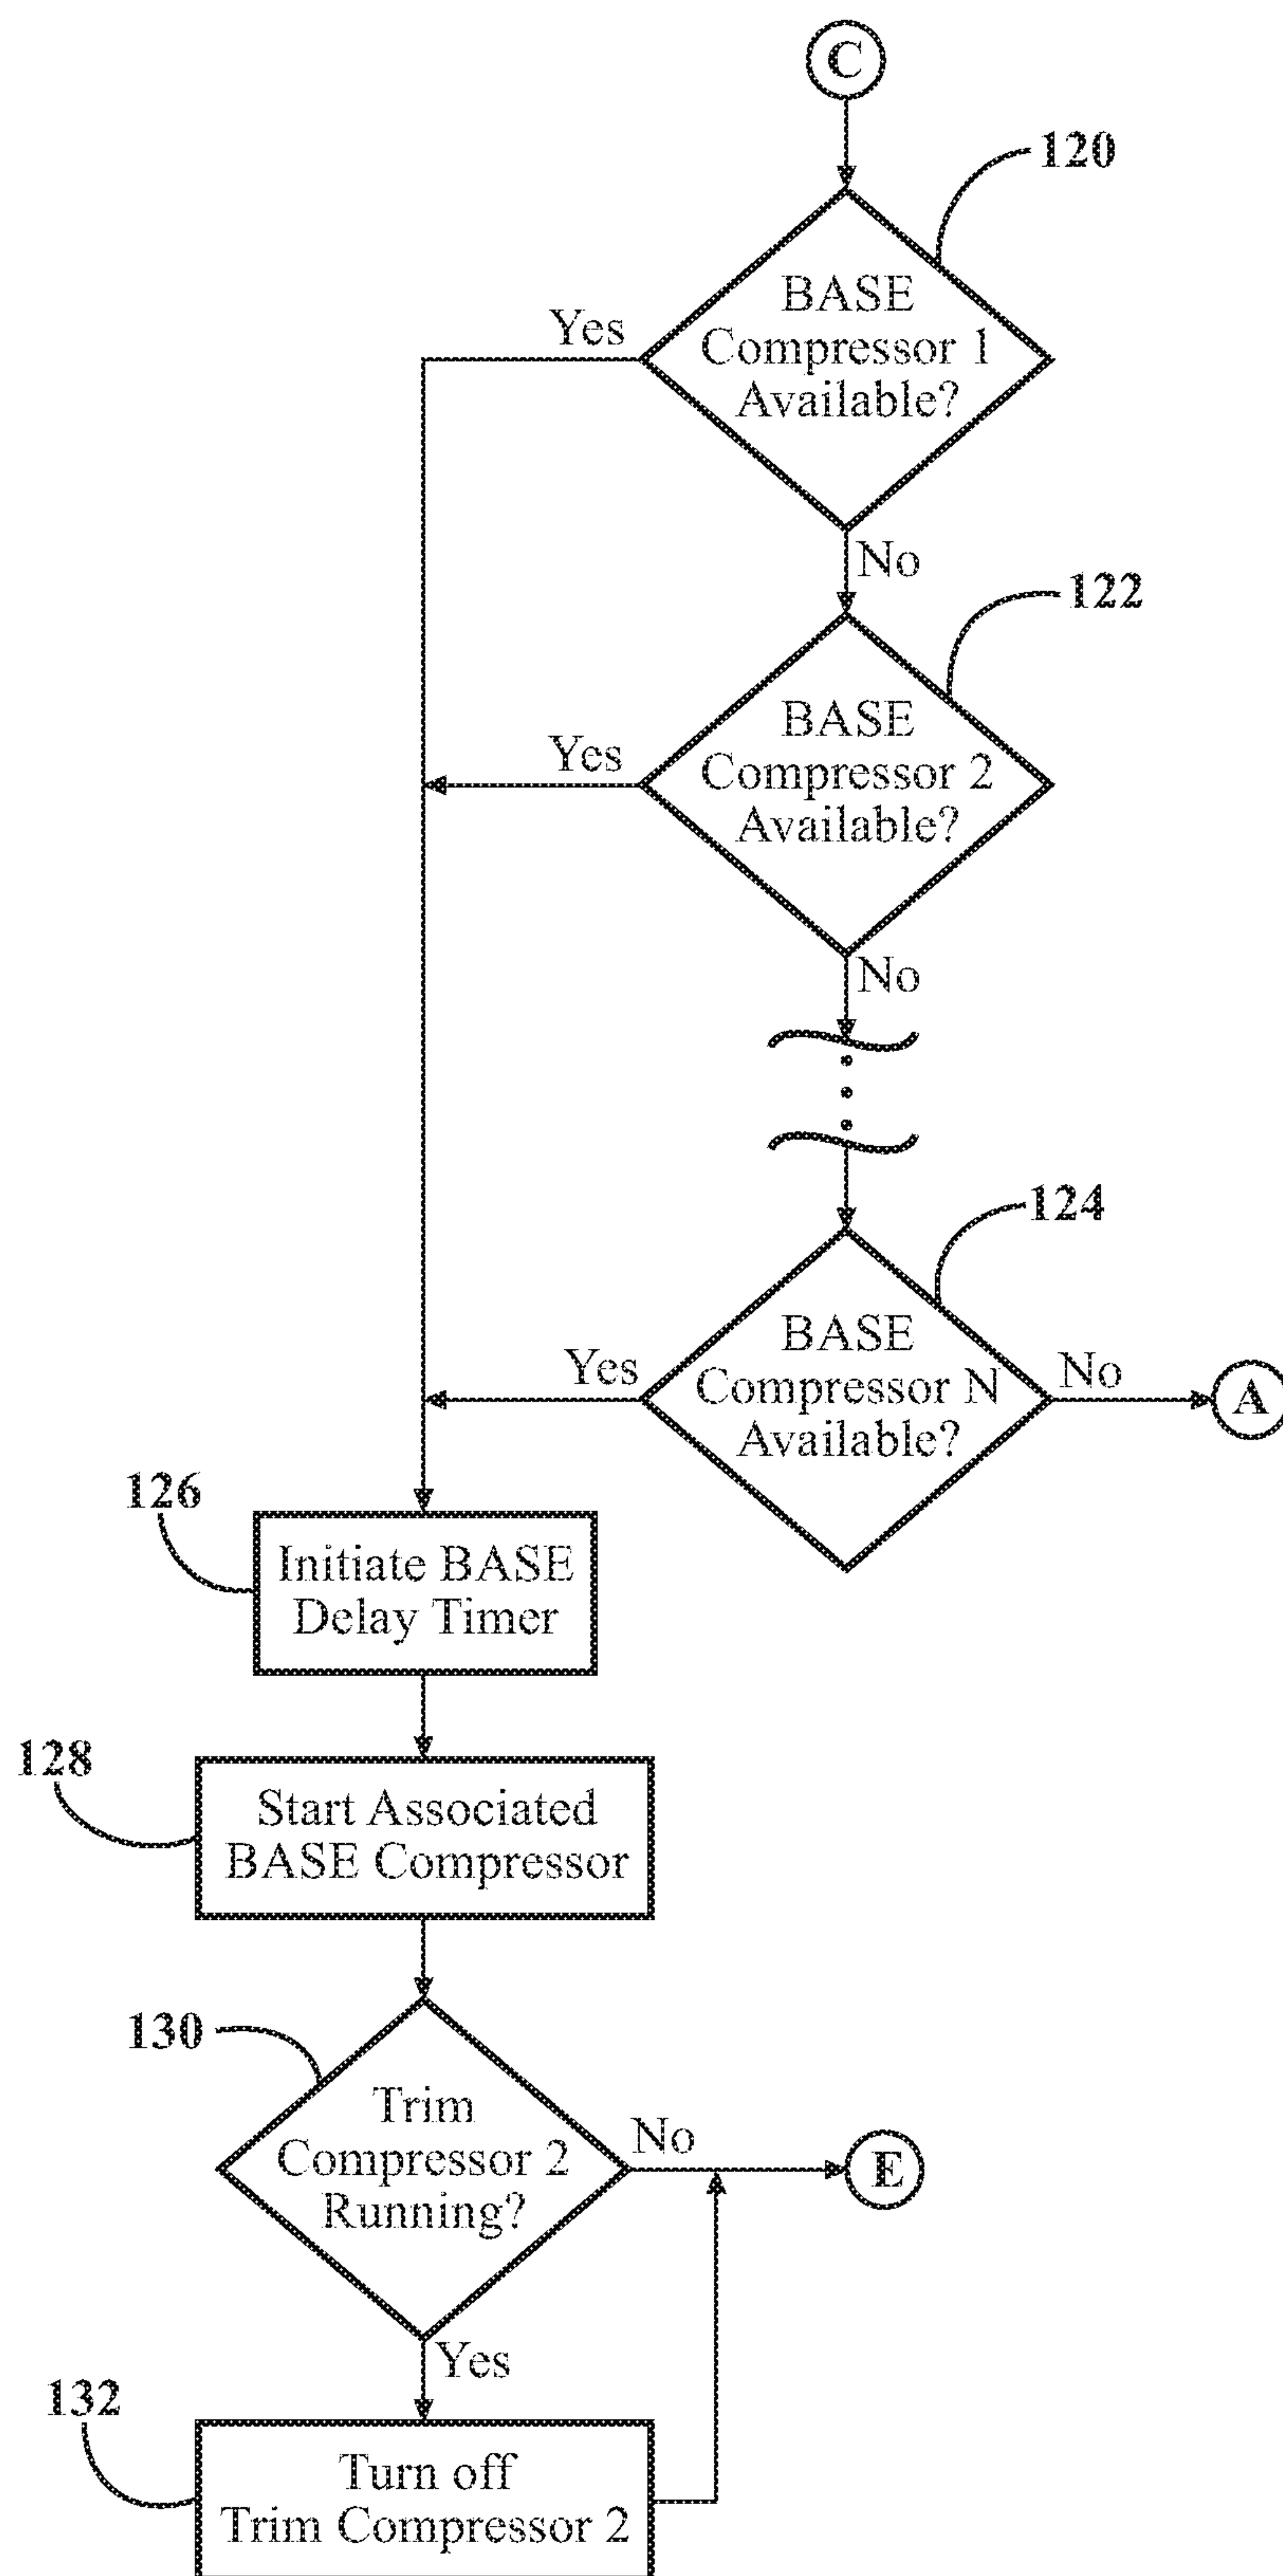 C
120
BASE
Compressor 1
Available?
Yes
No
122
BASE
Compressor 2
Available?
Yes
No
124
BASE
Compressor N
Available?
Yes
No
A
126
Initiate BASE
Delay Timer
128
Start Associated
BASE Compressor
130
Trim
Compressor 2
Running?
No
E
Yes
132
Turn off
Trim Compressor 2